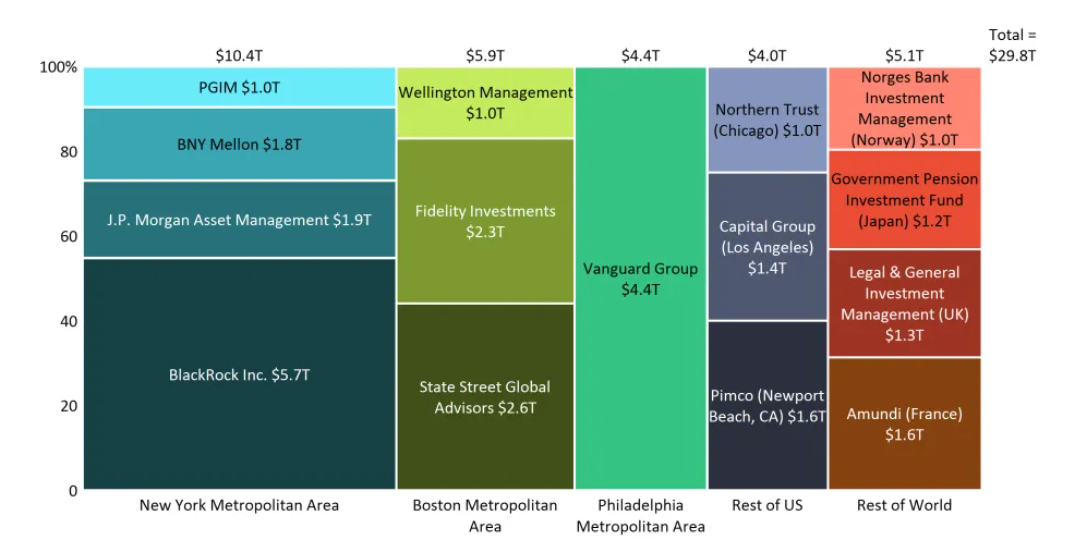 Total =
$10.4T $5.9T $4.4T $4.0T $5.1T $29.8T
100%
80
60
40
20
0
PGIM $1.0T
BNY Mellon $1.8T
J.P. Morgan Asset Management $1.9T
BlackRock Inc. $5.7T
Wellington Management
$1.0T
Fidelity Investments
$2.3T
State Street Global
Advisors $2.6T
Vanguard Group
$4.4T
Northern Trust
(Chicago) $1.0T
Capital Group
(Los Angeles)
$1.4T
Pimco (Newport
Beach, CA) $1.6T
Norges Bank
Investment
Management
(Norway) $1.0T
Government Pension
Investment Fund
(Japan) $1.2T
Legal & General
Investment
Management (UK)
$1.3T
Amundi (France)
$1.6T
New York Metropolitan Area
Boston Metropolitan
Area
Philadelphia
Metropolitan Area
Rest of US
Rest of World